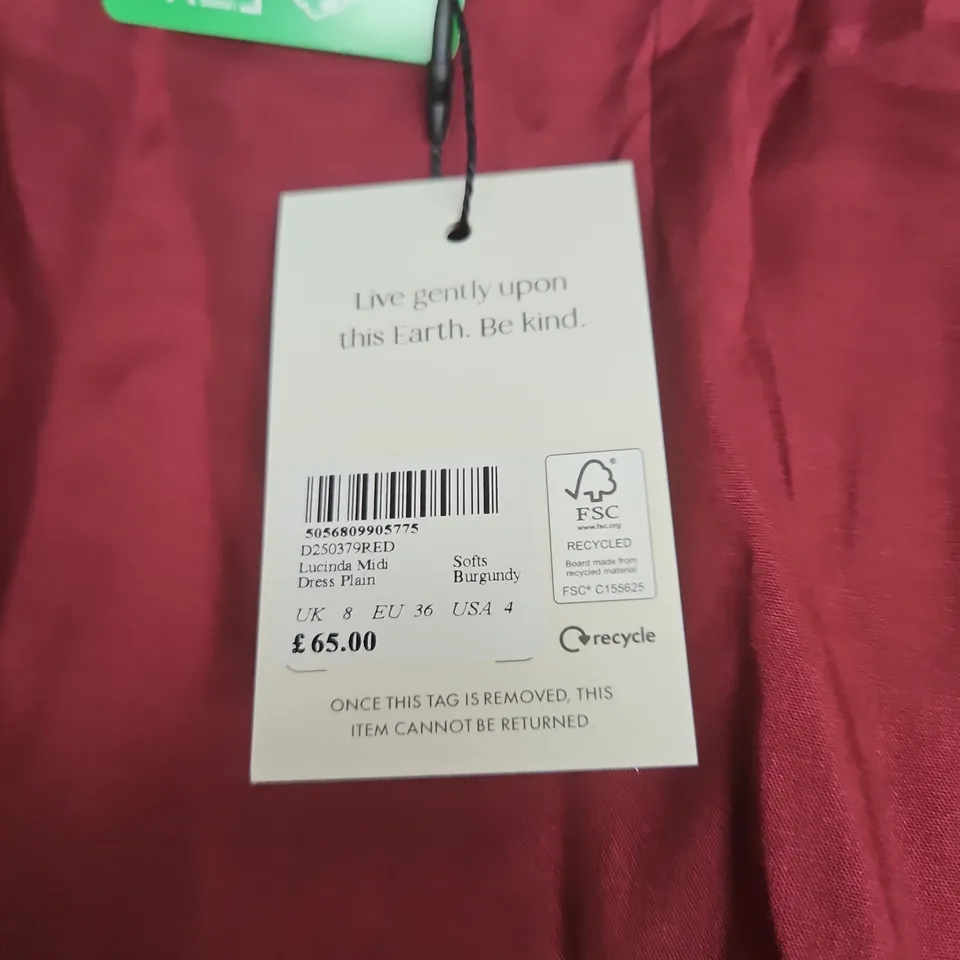 Live gently upon
this Earth. Be kind.
5056809905775
D250379RED
Lucinda Midi Softs
Dress Plain Burgundy
UK 8 EU 36 USA 4
£65.00
FSC®
www.fsc.org
RECYCLED
Board made from
recycled material
FSC® C155625
recycle
ONCE THIS TAG IS REMOVED, THIS
ITEM CANNOT BE RETURNED